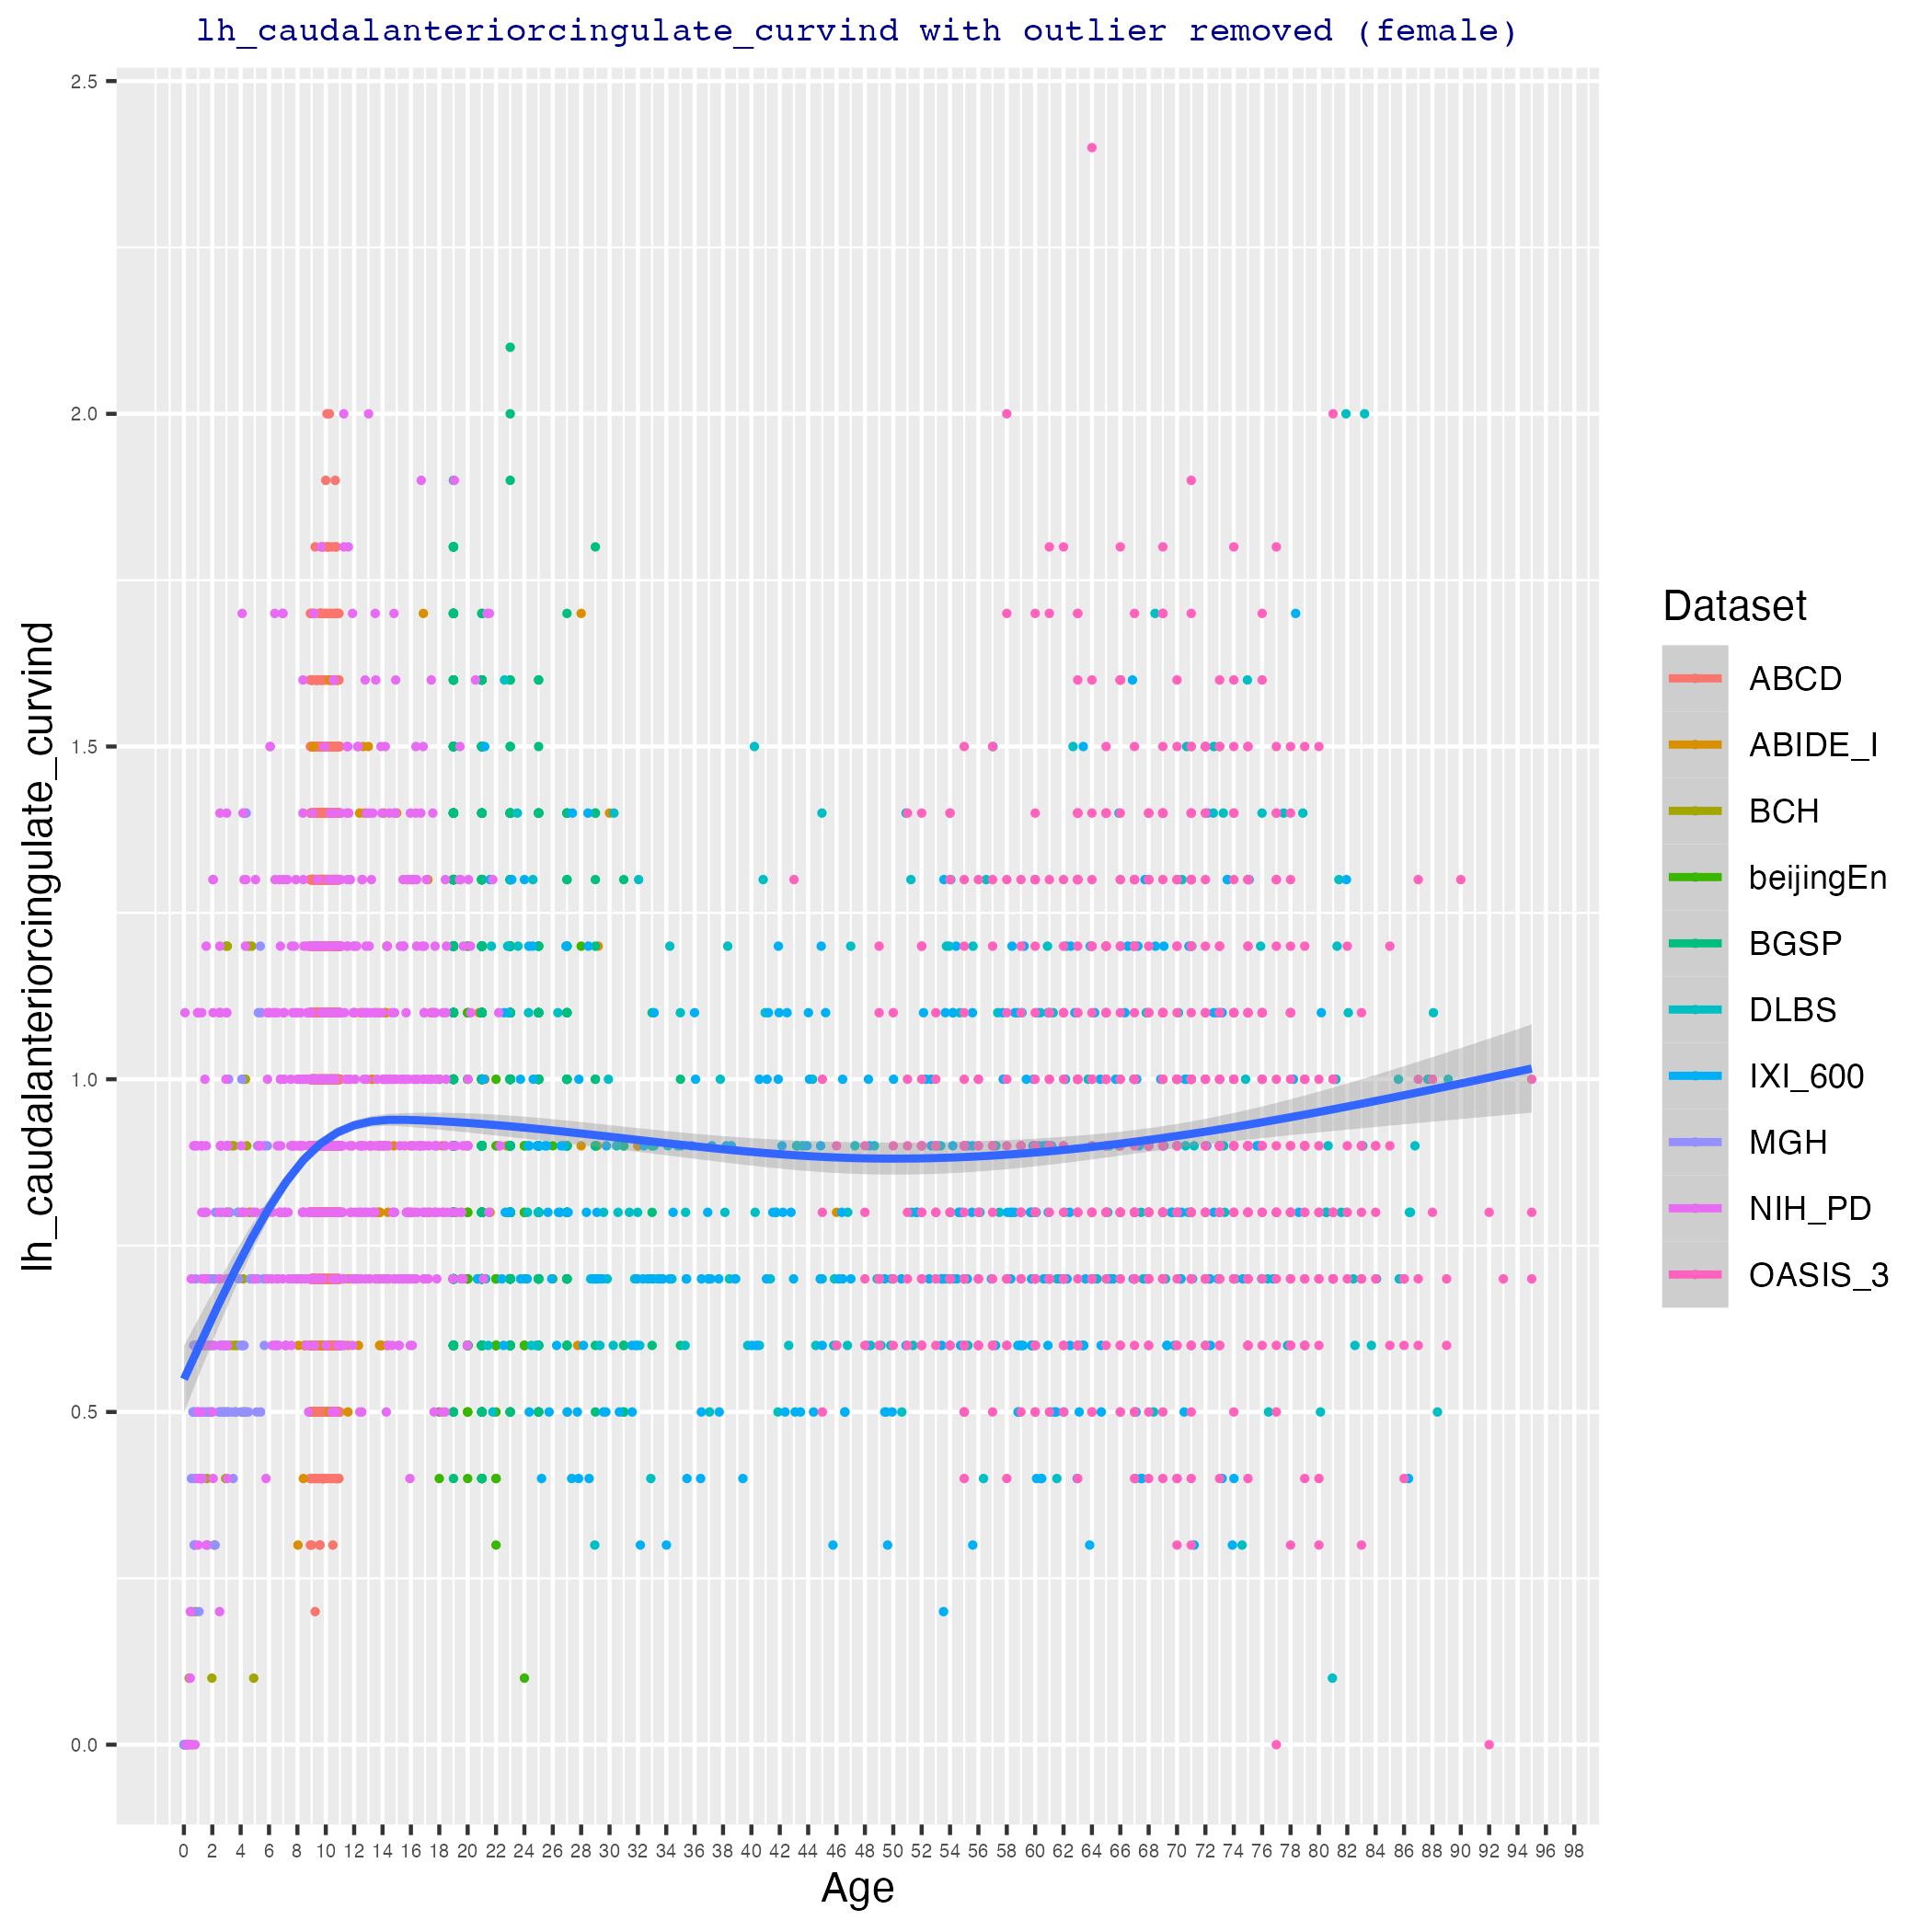 lh_caudalanteriorcingulate_curvind with outlier removed (female)
lh_caudalanteriorcingulate_curvind
2.5
2.0
1.5
1.0
0.5
0.0
0 2 4 6 8 10 12 14 16 18 20 22 24 26 28 30 32 34 36 38 40 42 44 46 48 50 52 54 56 58 60 62 64 66 68 70 72 74 76 78 80 82 84 86 88 90 92 94 96 98
Age
Dataset
ABCD
ABIDE_I
BCH
beijingEn
BGSP
DLBS
IXI_600
MGH
NIH_PD
OASIS_3